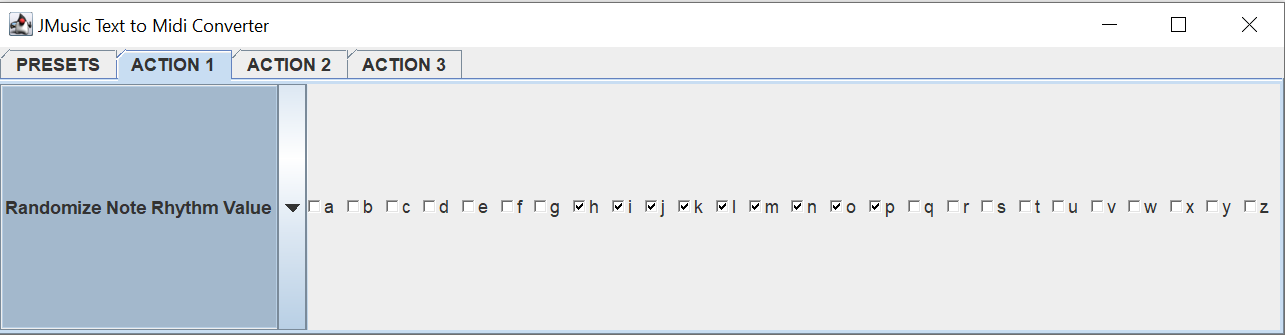 JMusic Text to Midi Converter
PRESETS ACTION 1 ACTION 2 ACTION 3
Randomize Note Rhythm Value a b c d e f g h i j k l m n o p q r s t u v w x y z